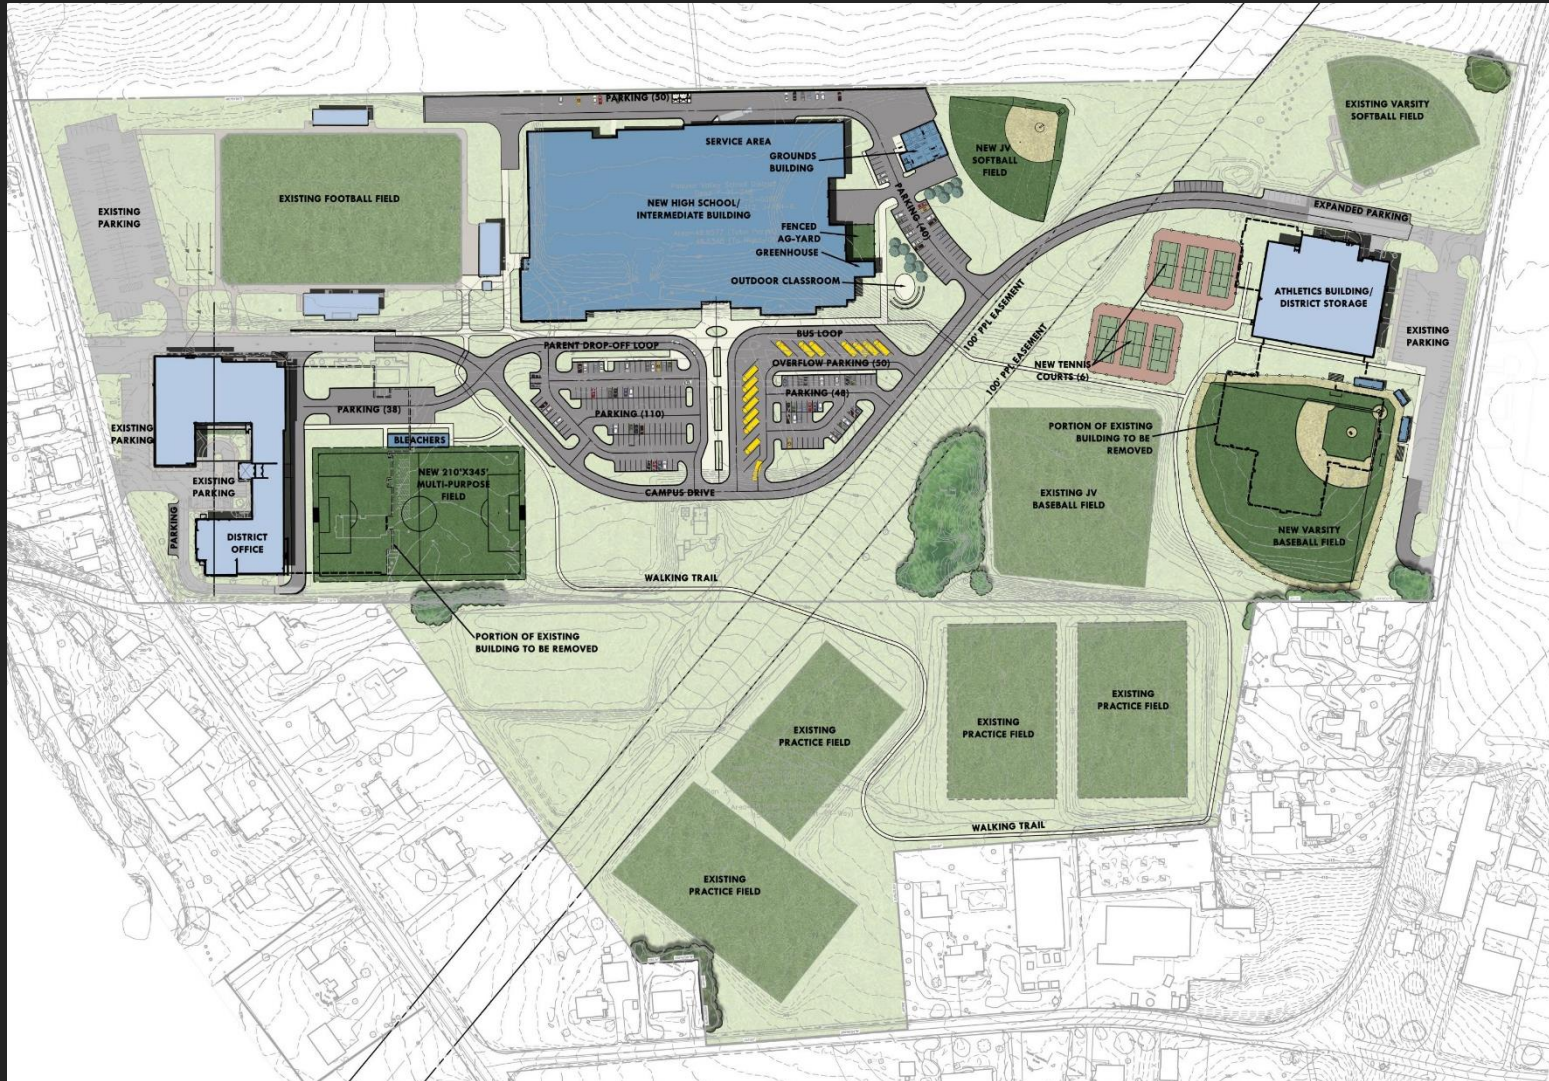 PARKING (30)
EXISTING VARSITY
SOFTBALL FIELD
SERVICE AREA
GROUNDS
BUILDING
NEW JV
SOFTBALL
FIELD
EXISTING FOOTBALL FIELD
EXISTING
PARKING
NEW HIGH SCHOOL/
INTERMEDIATE BUILDING
PARKING (40)
EXPANDED PARKING
FENCED
AG-YARD
GREENHOUSE
OUTDOOR CLASSROOM
ATHLETICS BUILDING/
DISTRICT STORAGE
100' PPL EASEMENT
100' PPL EASEMENT
EXISTING
PARKING
BUS LOOP
PARENT DROP-OFF LOOP
OVERFLOW PARKING (50)
NEW TENNIS
COURTS (6)
PARKING (48)
PARKING (38)
PARKING (110)
EXISTING
PARKING
BLEACHERS
PORTION OF EXISTING
BUILDING TO BE
REMOVED
NEW 210'X345'
MULTI-PURPOSE
FIELD
EXISTING
PARKING
CAMPUS DRIVE
EXISTING JV
BASEBALL FIELD
PARKING
DISTRICT
OFFICE
NEW VARSITY
BASEBALL FIELD
WALKING TRAIL
PORTION OF EXISTING
BUILDING TO BE REMOVED
EXISTING
PRACTICE FIELD
EXISTING
PRACTICE FIELD
EXISTING
PRACTICE FIELD
WALKING TRAIL
EXISTING
PRACTICE FIELD